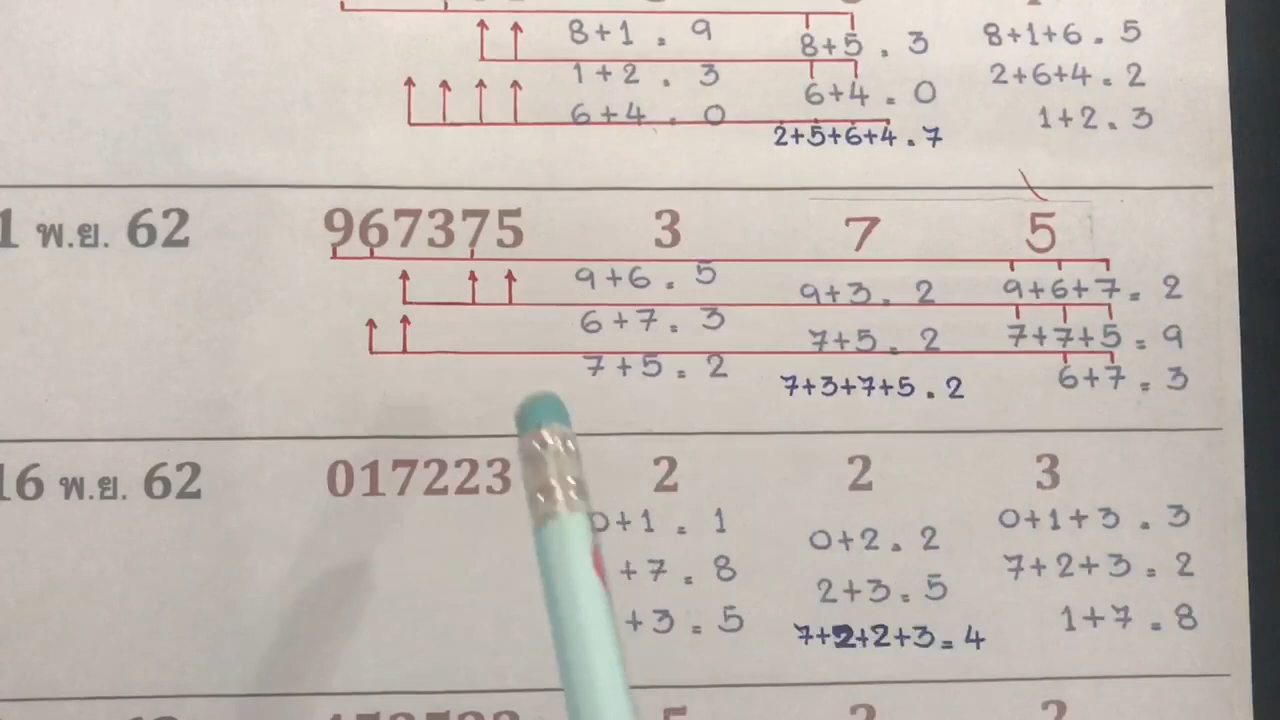 8+1 . 9 8+5 . 3 8+1+6 . 5
1+2 . 3 6+4 . 0 2+6+4 . 2
6+4 . 0 2+5+6+4 . 7 1+2 . 3
1 พ.ย. 62 967375 3 7 5
9+6 . 5 9+3 . 2 9+6+7 = 2
6+7 . 3 7+5 . 2 7+7+5 = 9
7+5 = 2 7+3+7+5 . 2 6+7 = 3
16 พ.ย. 62 017223 2 2 3
0+1 . 1 0+2 . 2 0+1+3 . 3
+7 . 8 2+3 = 5 7+2+3 = 2
+3 = 5 7+2+2+3 = 4 1+7 = 8